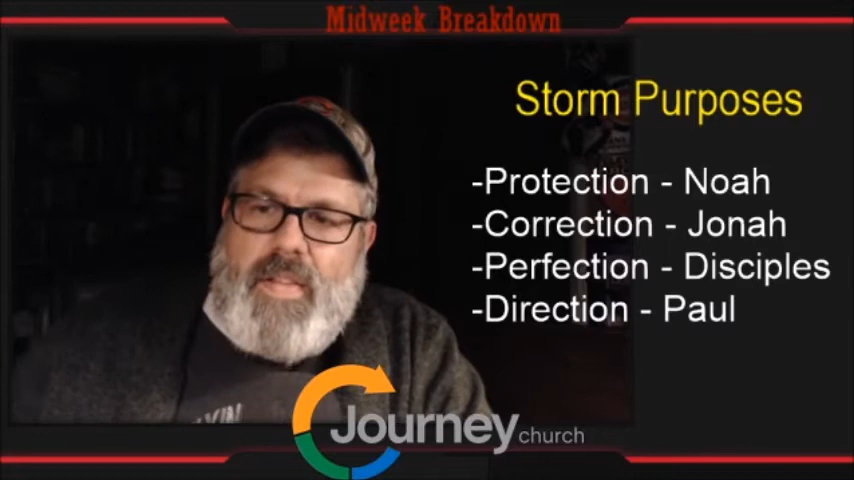 Midweek Breakdown
Storm Purposes
-Protection - Noah
-Correction - Jonah
-Perfection - Disciples
-Direction - Paul
Journey church